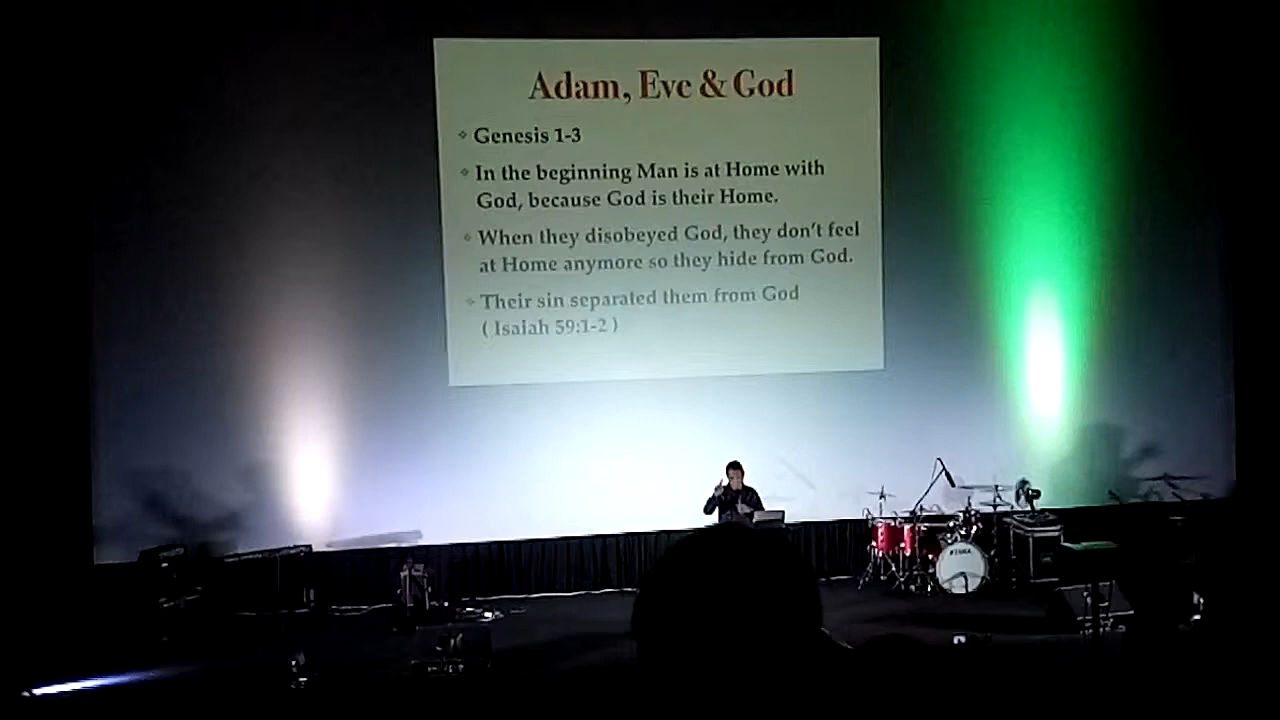 Adam, Eve & God
Genesis 1-3
In the beginning Man is at Home with
God, because God is their Home.
When they disobeyed God, they don't feel
at Home anymore so they hide from God.
Their sin separated them from God
( Isaiah 59:1-2 )
TAMA